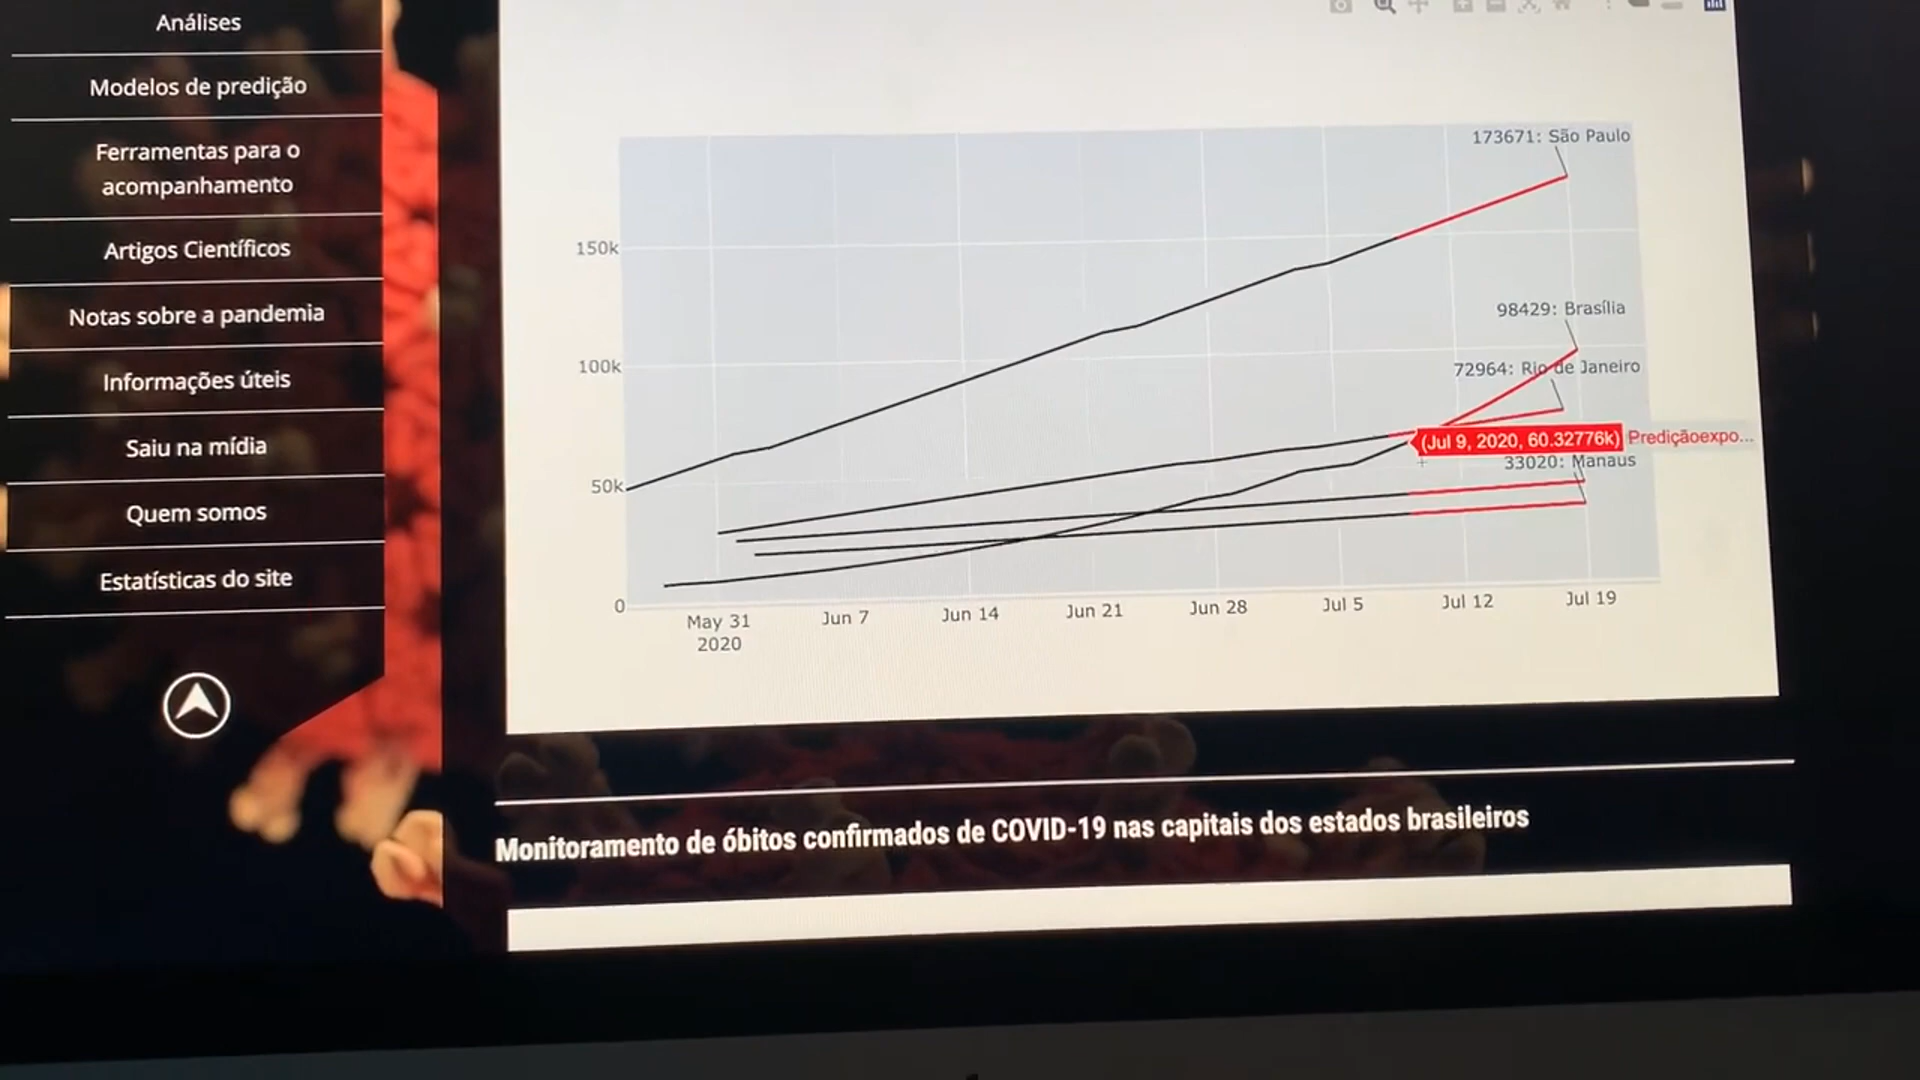 Análises
Modelos de predição
Ferramentas para o
acompanhamento
Artigos Científicos
Notas sobre a pandemia
Informações úteis
Saiu na mídia
Quem somos
Estatísticas do site
173671: São Paulo
150k
98429: Brasília
100k
72964: Rio de Janeiro
(Jul 9, 2020, 60.32776k) Prediçãoexpo...
33020: Manaus
50k
0
May 31 Jun 7 Jun 14 Jun 21 Jun 28 Jul 5 Jul 12 Jul 19
2020
Monitoramento de óbitos confirmados de COVID-19 nas capitais dos estados brasileiros